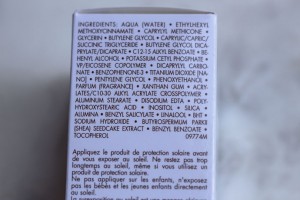 INGREDIENTS: AQUA [WATER] • ETHYLHEXYL
METHOXYCINNAMATE • CAPRYLYL METHICONE •
GLYCERIN • BUTYLENE GLYCOL • CAPRYLIC/CAPRIC/
SUCCINIC TRIGLYCERIDE • BUTYLENE GLYCOL DICA-
PRYLATE/DICAPRATE • C12-15 ALKYL BENZOATE • BE-
HENYL ALCOHOL • POTASSIUM CETYL PHOSPHATE •
VP/EICOSENE COPOLYMER • DICAPRYLYL CARBO-
NATE • BENZOPHENONE-3 • TITANIUM DIOXIDE [NA-
NO] • PENTYLENE GLYCOL • PHENOXYETHANOL •
PARFUM (FRAGRANCE) • XANTHAN GUM • ACRY-
LATES/C10-30 ALKYL ACRYLATE CROSSPOLYMER •
ALUMINUM STEARATE • DISODIUM EDTA • POLY-
HYDROXYSTEARIC ACID • INOSITOL • SILICA •
ALUMINA • BENZYL SALICYLATE • LINALOOL • BHT •
SODIUM HYDROXIDE • BUTYROSPERMUM PARKII
(SHEA) SEEDCAKE EXTRACT • BENZYL BENZOATE •
TOCOPHEROL 09774M
Appliquez le produit de protection solaire avant
de vous exposer au soleil. Ne restez pas trop
longtemps au soleil, même si vous utilisez un
produit de protection solaire.
Ne pas appliquer sur les enfants, n'exposez
pas les bébés et les jeunes enfants directement
au soleil.